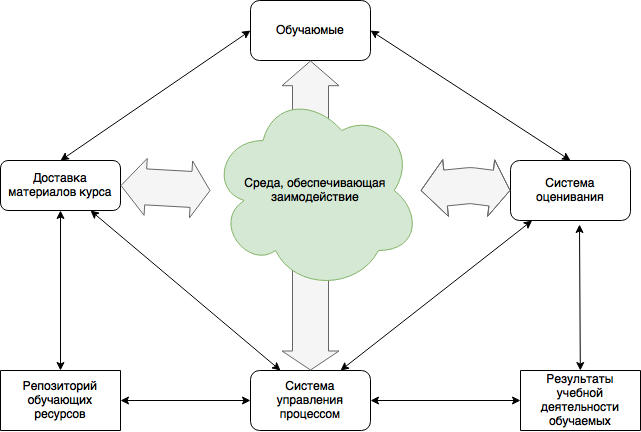 Обучаюмые
Доставка
материалов курса
Среда, обеспечивающая
заимодействие
Система
оценивания
Репозиторий
обучающих
ресурсов
Система
управления
процессом
Результаты
учебной
деятельности
обучаемых